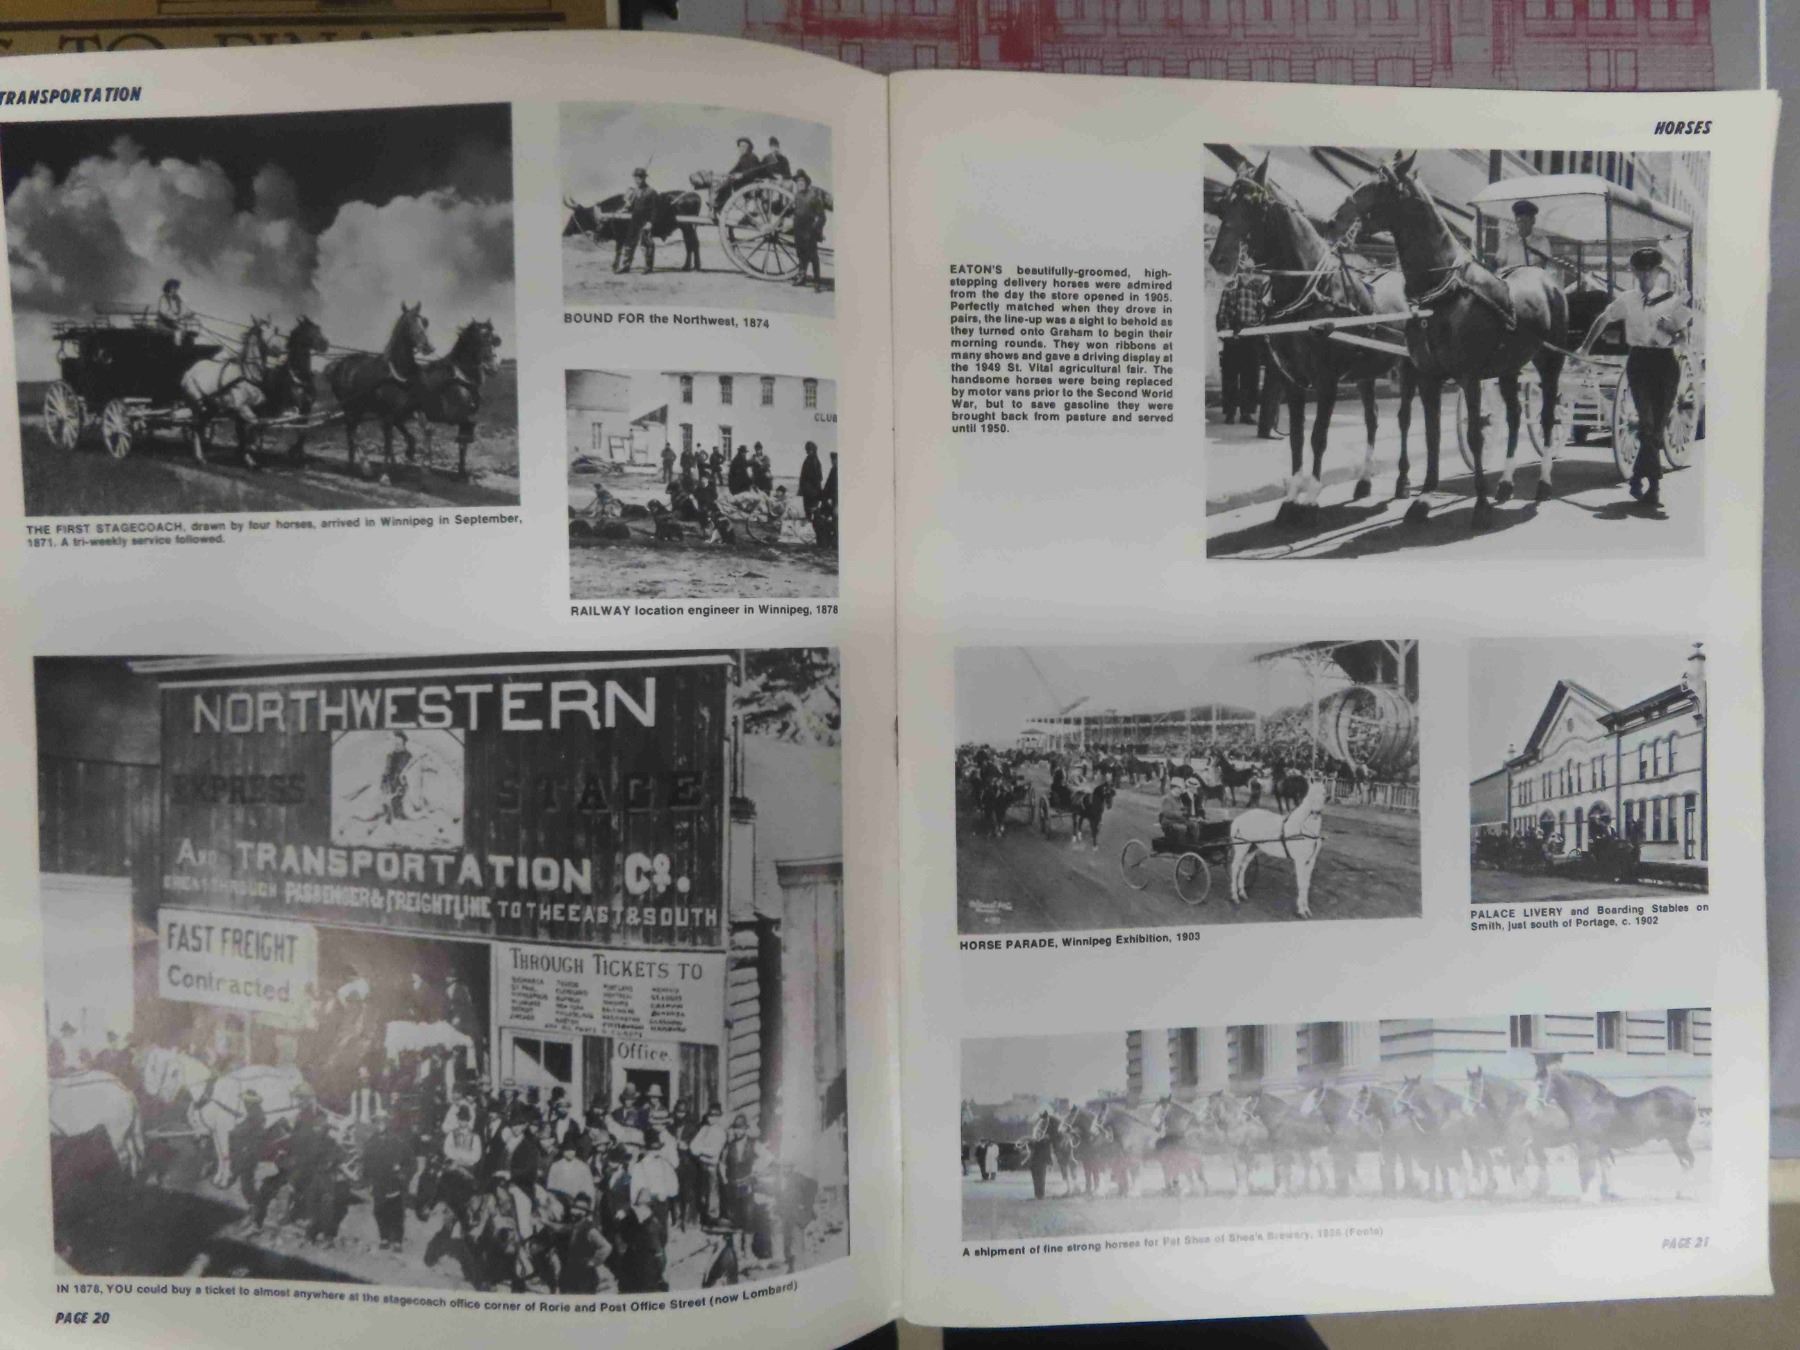 TO FINANCE
TRANSPORTATION
THE FIRST STAGECOACH, drawn by four horses, arrived in Winnipeg in September,
1871. A tri-weekly service followed.
BOUND FOR the Northwest, 1874
CLUB
RAILWAY location engineer in Winnipeg, 1878
NORTHWESTERN
EXPRESS STAGE
AND TRANSPORTATION CO.
GREAT THROUGH PASSENGER & FREIGHT LINE TO THE EAST & SOUTH
FAST FREIGHT
Contracted
THROUGH TICKETS TO
Office.
IN 1878, YOU could buy a ticket to almost anywhere at the stagecoach office corner of Rorie and Post Office Street (now Lombard)
PAGE 20
HORSES
EATON'S beautifully-groomed, high-
stepping delivery horses were admired
from the day the store opened in 1905.
Perfectly matched when they drove in
pairs, the line-up was a sight to behold as
they turned onto Graham to begin their
morning rounds. They won ribbons at
many shows and gave a driving display at
the 1949 St. Vital agricultural fair. The
handsome horses were being replaced
by motor vans prior to the Second World
War, but to save gasoline they were
brought back from pasture and served
until 1950.
HORSE PARADE, Winnipeg Exhibition, 1903
PALACE LIVERY and Boarding Stables on
Smith, just south of Portage, c. 1902
A shipment of fine strong horses for Pat Shea of Shea's Brewery, (Foote)
PAGE 21